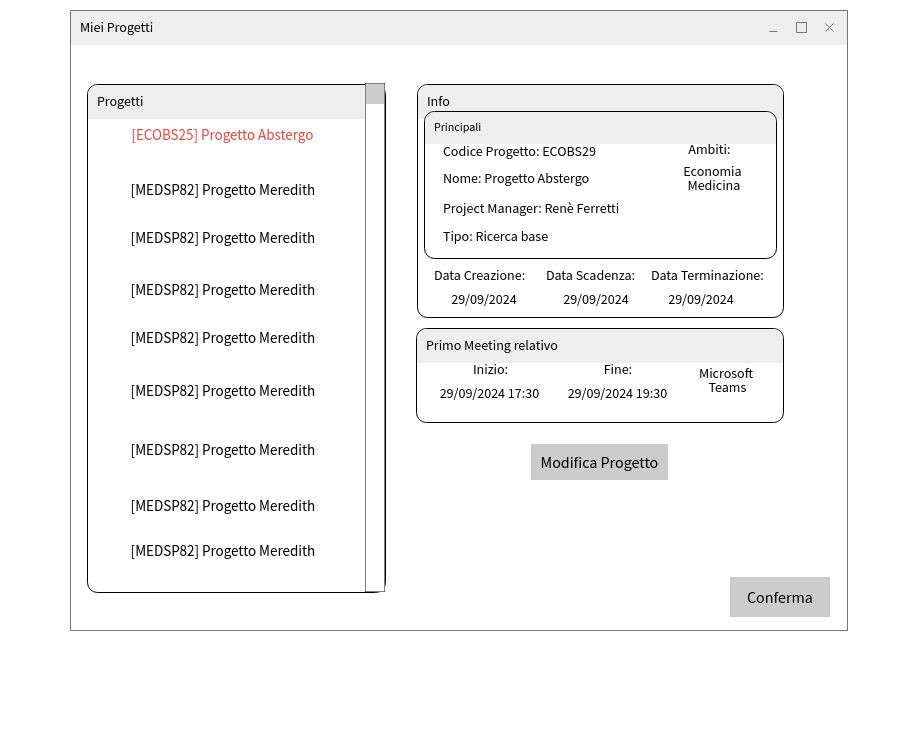 Miei Progetti
Progetti
[ECOBS25] Progetto Abstergo
[MEDSP82] Progetto Meredith
[MEDSP82] Progetto Meredith
[MEDSP82] Progetto Meredith
[MEDSP82] Progetto Meredith
[MEDSP82] Progetto Meredith
[MEDSP82] Progetto Meredith
[MEDSP82] Progetto Meredith
[MEDSP82] Progetto Meredith
Info
Principali
Codice Progetto: ECOBS29
Nome: Progetto Abstergo
Project Manager: Renè Ferretti
Tipo: Ricerca base
Ambiti:
Economia
Medicina
Data Creazione:
29/09/2024
Data Scadenza:
29/09/2024
Data Terminazione:
29/09/2024
Primo Meeting relativo
Inizio:
29/09/2024 17:30
Fine:
29/09/2024 19:30
Microsoft
Teams
Modifica Progetto
Conferma